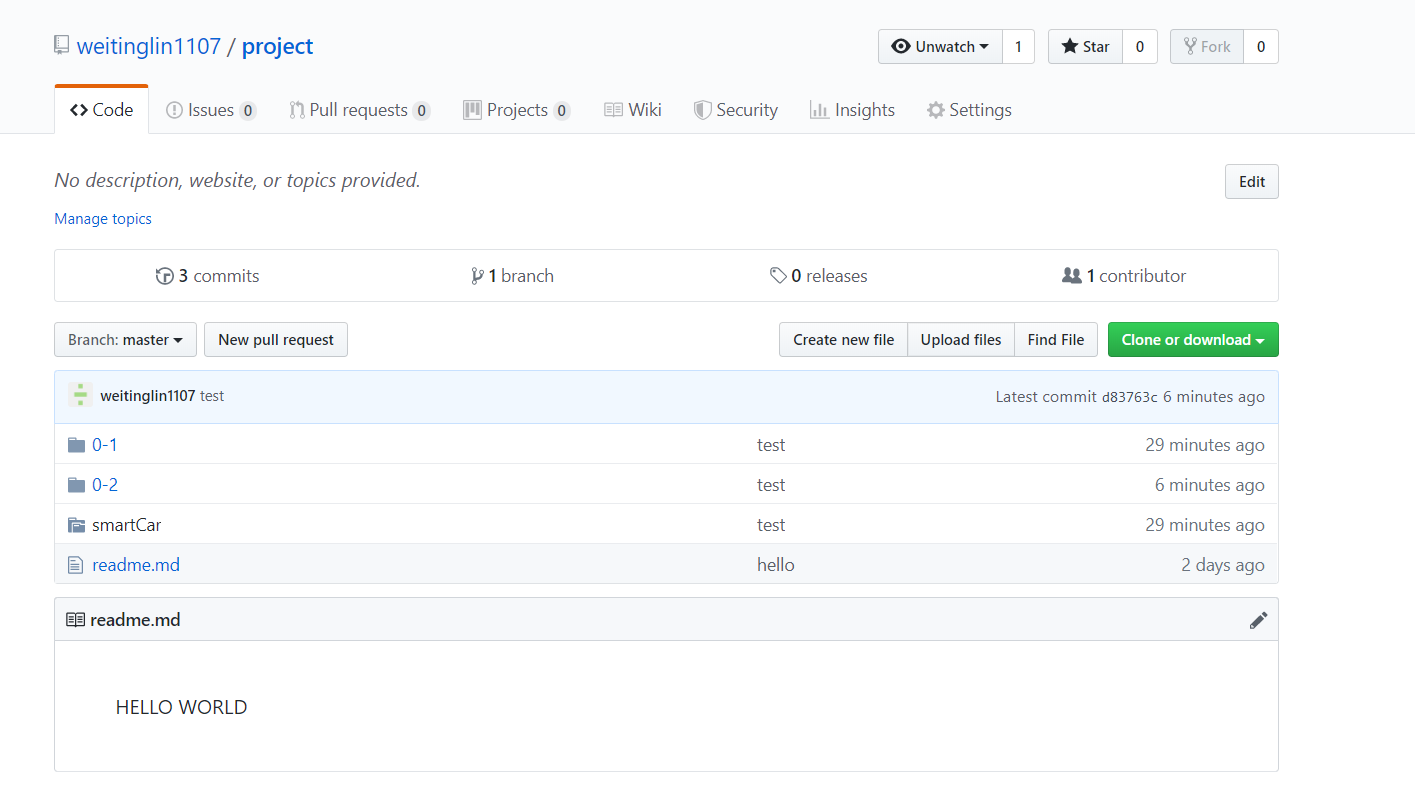 weitinglin1107 / project Unwatch 1 Star 0 Fork 0
Code Issues 0 Pull requests 0 Projects 0 Wiki Security Insights Settings
No description, website, or topics provided. Edit
Manage topics
3 commits 1 branch 0 releases 1 contributor
Branch: master New pull request Create new file Upload files Find File Clone or download
weitinglin1107 test Latest commit d83763c 6 minutes ago
0-1 test 29 minutes ago
0-2 test 6 minutes ago
smartCar test 29 minutes ago
readme.md hello 2 days ago
readme.md
HELLO WORLD